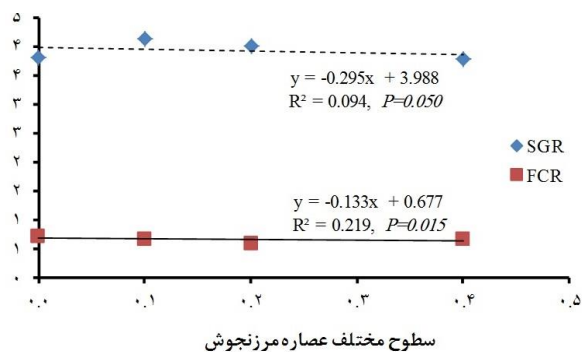 ۵
۴
۴
۳
۳
۲
۲
۱
۱
۰
y = -0.295x + 3.988
R² = 0.094, P=0.050
SGR
FCR
y = -0.133x + 0.677
R² = 0.219, P=0.015
۰.۰ ۰.۱ ۰.۲ ۰.۳ ۰.۴ ۰.۵
سطوح مختلف عصاره مرزنجوش